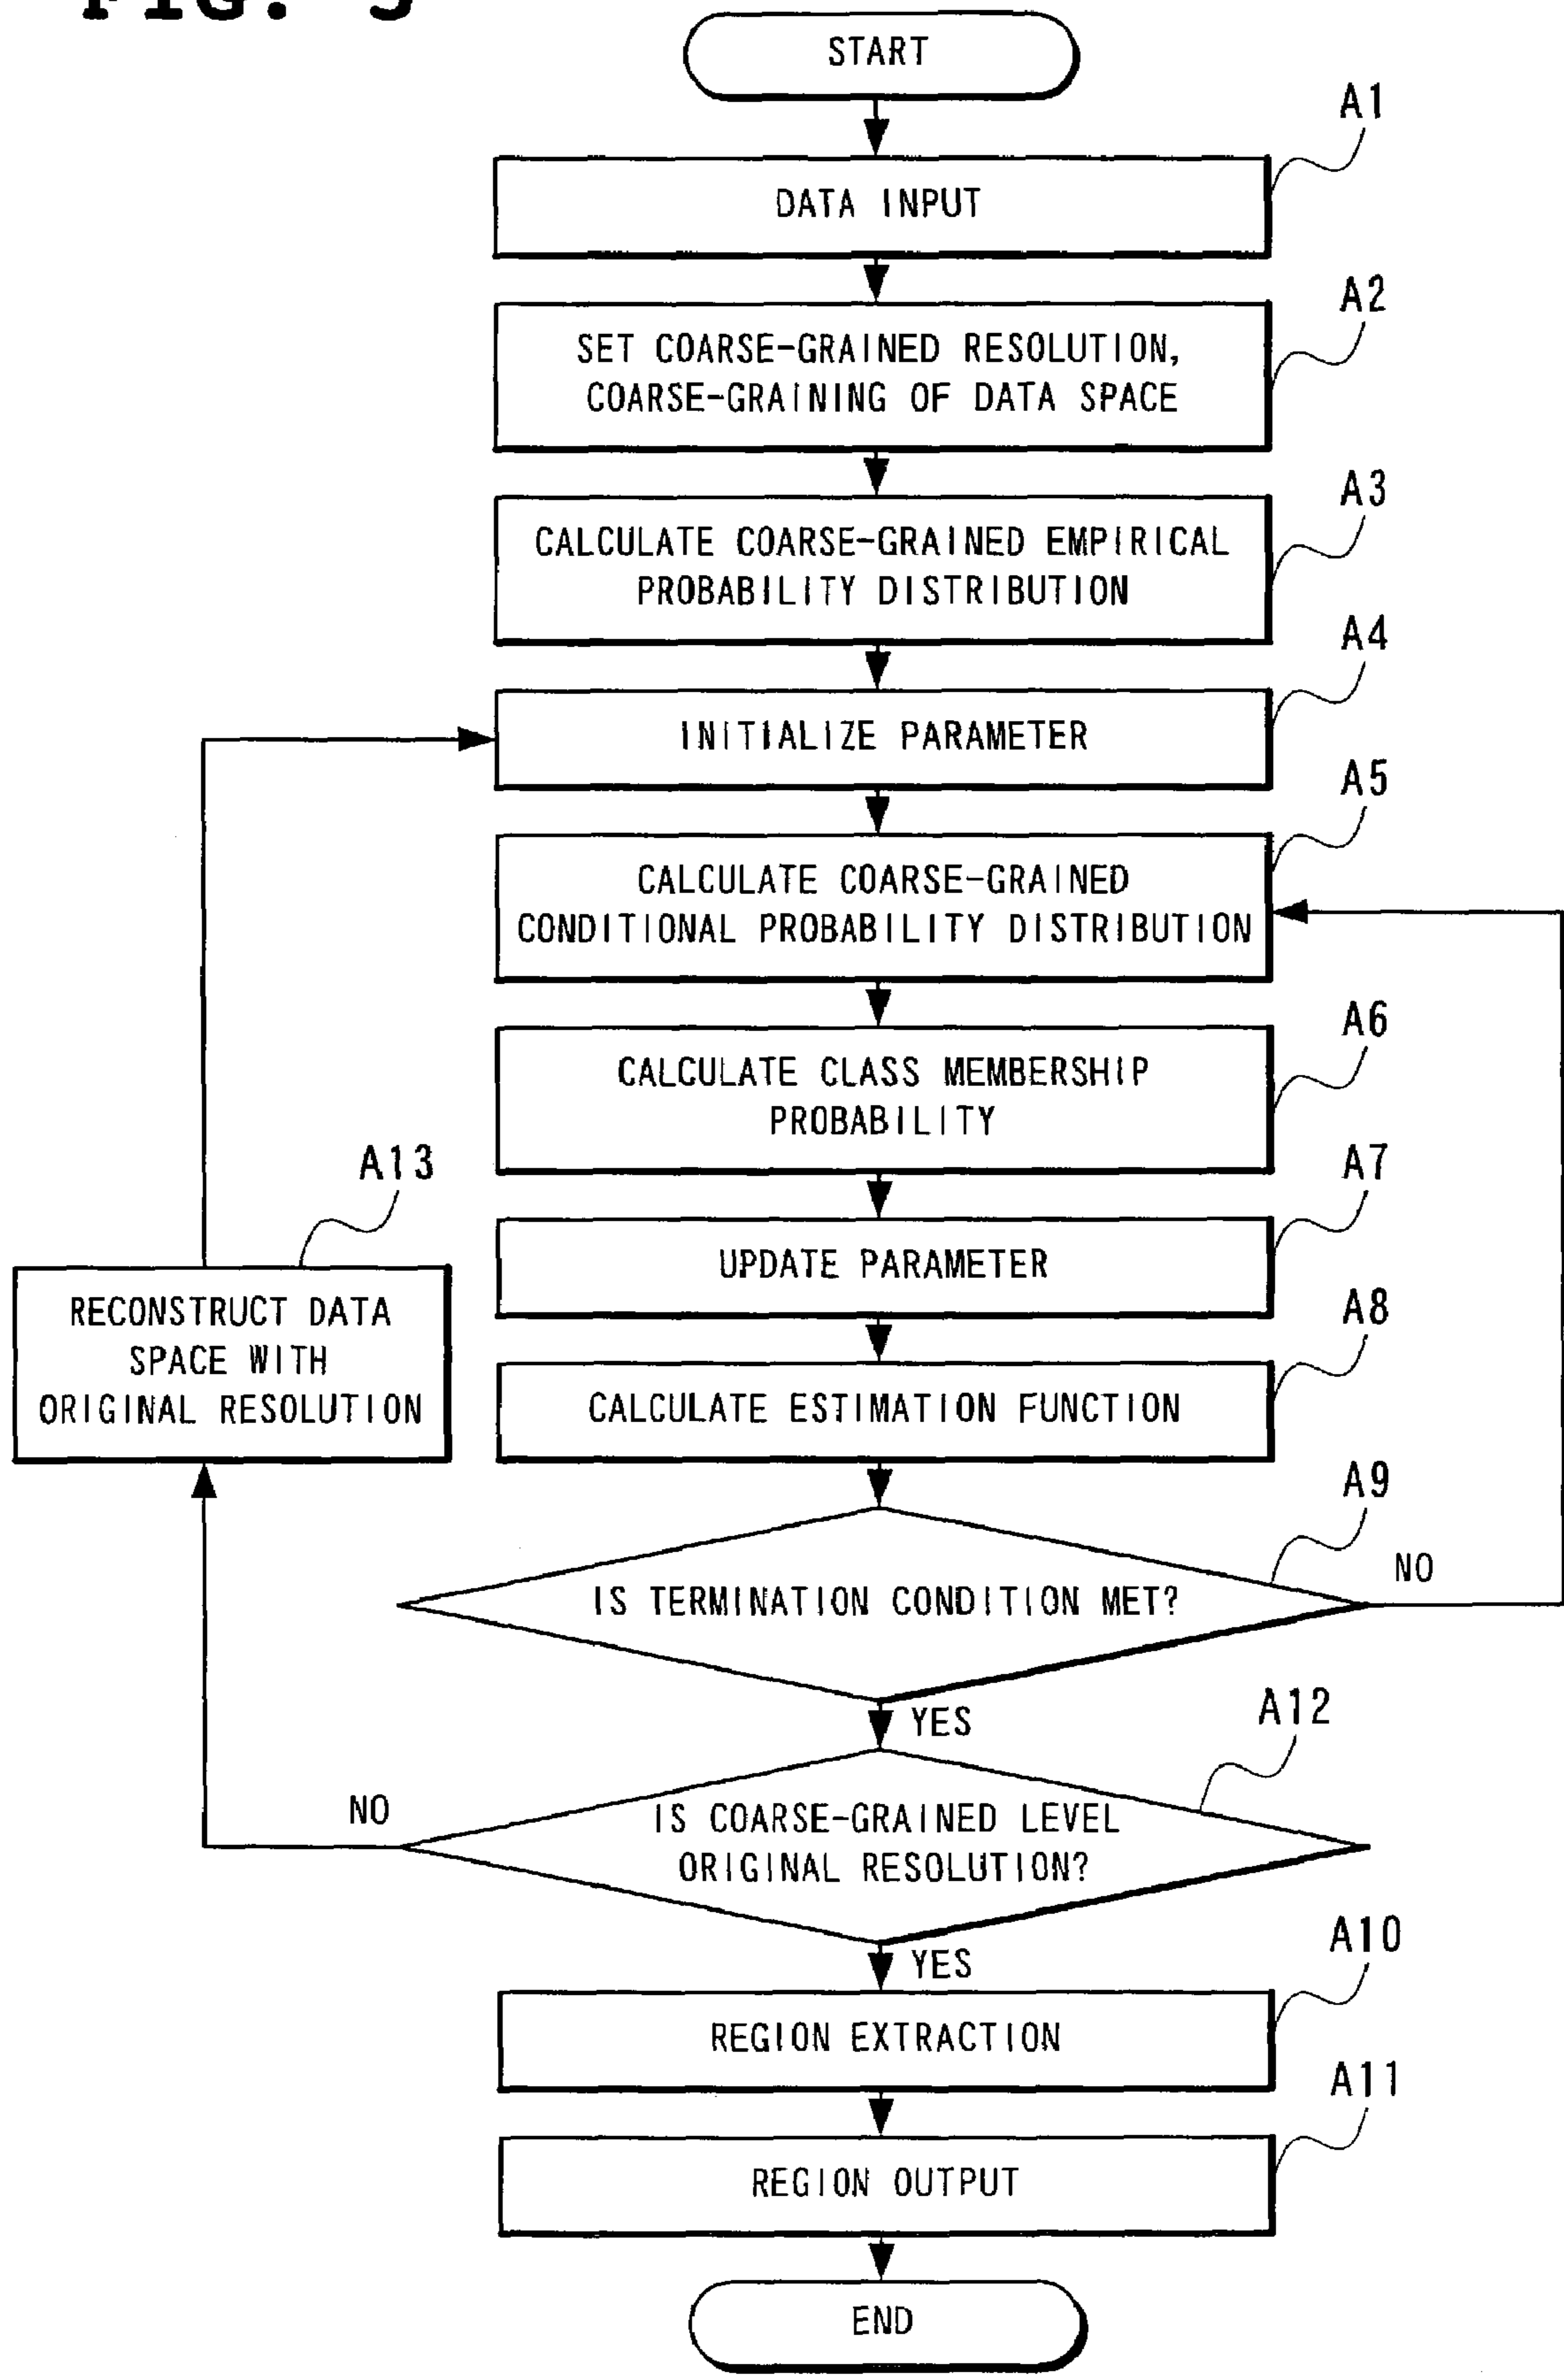 START
A1
DATA INPUT
A2
SET COARSE-GRAINED RESOLUTION,
COARSE-GRAINING OF DATA SPACE
A3
CALCULATE COARSE-GRAINED EMPIRICAL
PROBABILITY DISTRIBUTION
A4
INITIALIZE PARAMETER
A5
CALCULATE COARSE-GRAINED
CONDITIONAL PROBABILITY DISTRIBUTION
A6
CALCULATE CLASS MEMBERSHIP
PROBABILITY
A7
UPDATE PARAMETER
A13
RECONSTRUCT DATA
SPACE WITH
ORIGINAL RESOLUTION
A8
CALCULATE ESTIMATION FUNCTION
A9
IS TERMINATION CONDITION MET?
NO
YES
A12
IS COARSE-GRAINED LEVEL
ORIGINAL RESOLUTION?
NO
YES
A10
REGION EXTRACTION
A11
REGION OUTPUT
END